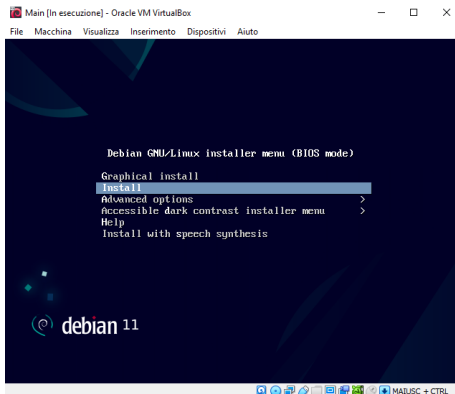 Main [In esecuzione] - Oracle VM VirtualBox
File Macchina Visualizza Inserimento Dispositivi Aiuto
Debian GNU/Linux installer menu (BIOS mode)
Graphical install
Install
Advanced options >
Accessible dark contrast installer menu >
Help
Install with speech synthesis
debian 11
MAIUSC + CTRL